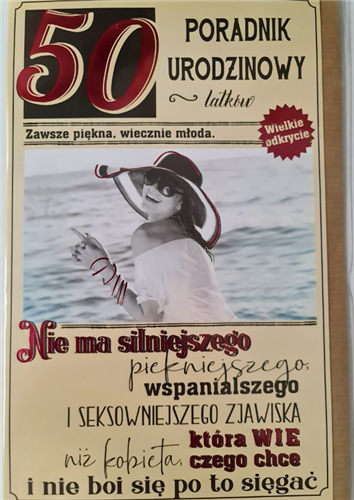 50
PORADNIK
URODZINOWY
~ latków
Zawsze piękna, wiecznie młoda.
Wielkie
odkrycie
Nie ma silniejszego
piękniejszego,
wspanialszego
I SEKSOWNIEJSZEGO ZJAWISKA
niż kobieta, która WIE
czego chce
i nie boi się po to sięgać